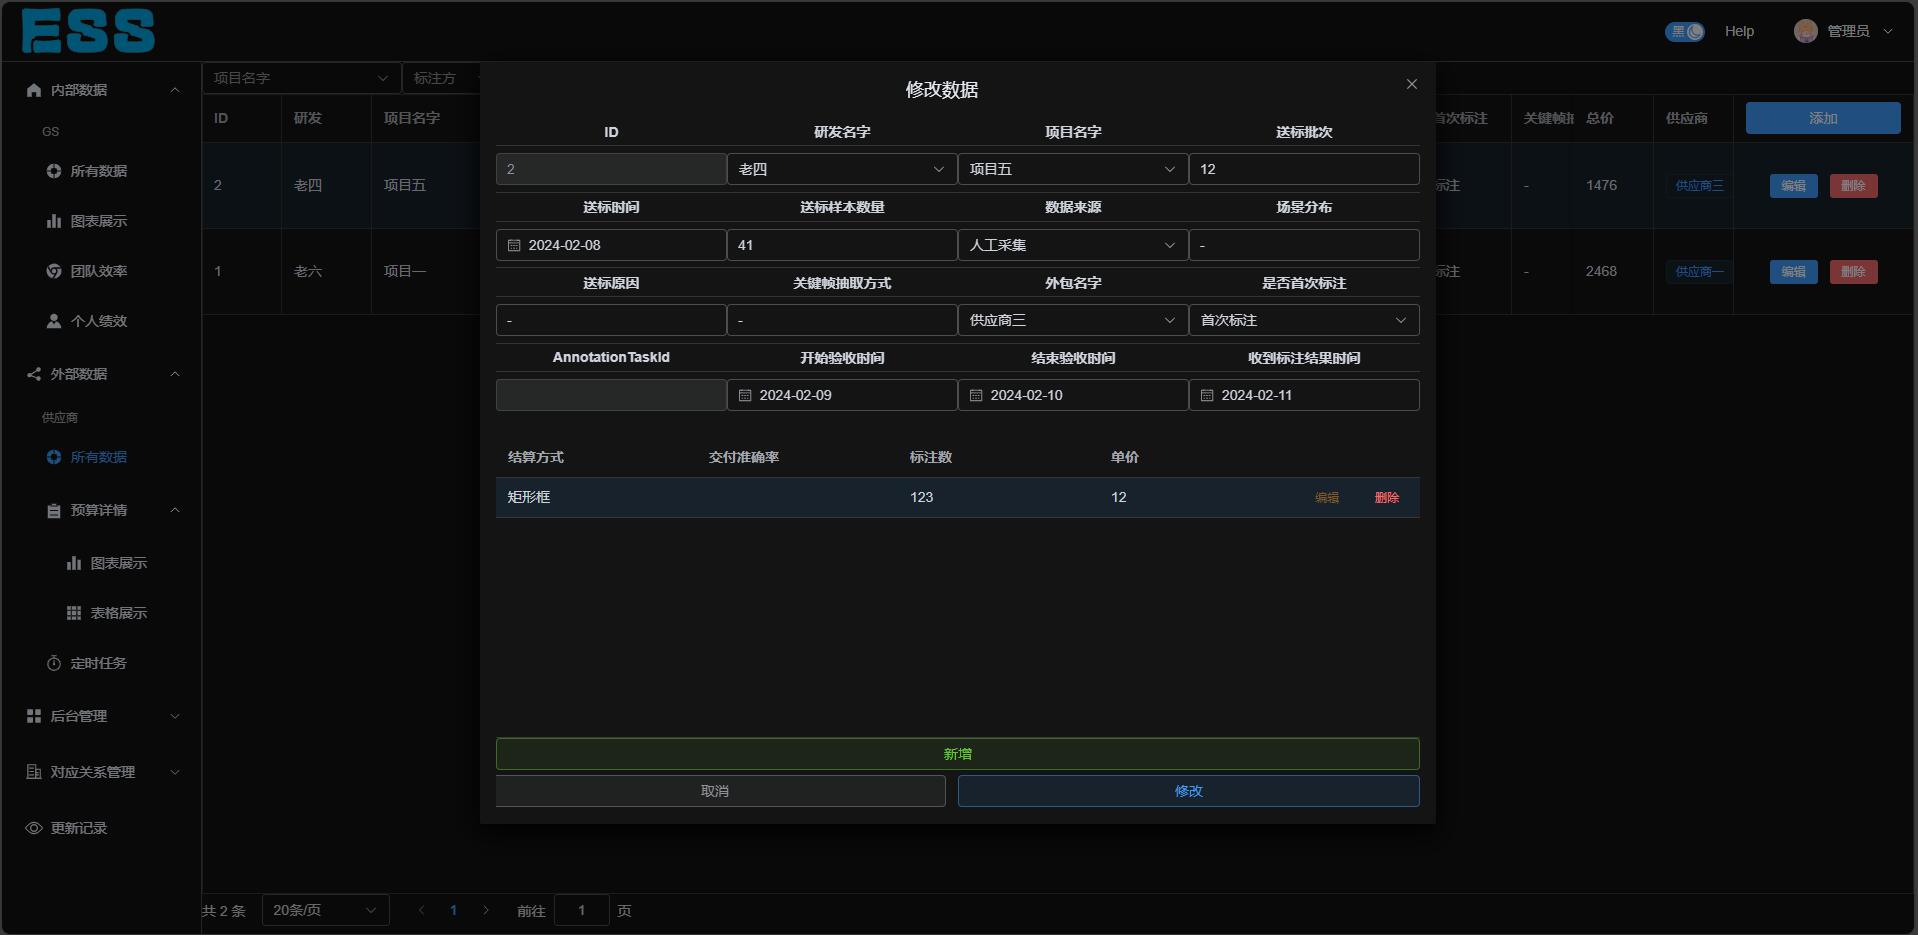 ESS
黑
Help
管理员
内部数据
GS
所有数据
图表展示
团队效率
个人绩效
外部数据
供应商
所有数据
预算详情
图表展示
表格展示
定时任务
后台管理
对应关系管理
更新记录
项目名字
标注方
ID
研发
项目名字
首次标注
关键帧抽
总价
供应商
添加
2
老四
项目五
标注
-
1476
供应商三
编辑
删除
1
老六
项目一
标注
-
2468
供应商一
编辑
删除
修改数据
ID
研发名字
项目名字
送标批次
2
老四
项目五
12
送标时间
送标样本数量
数据来源
场景分布
2024-02-08
41
人工采集
-
送标原因
关键帧抽取方式
外包名字
是否首次标注
-
-
供应商三
首次标注
AnnotationTaskId
开始验收时间
结束验收时间
收到标注结果时间
2024-02-09
2024-02-10
2024-02-11
结算方式
交付准确率
标注数
单价
矩形框
123
12
编辑
删除
新增
取消
修改
共 2 条
20条/页
1
前往
1
页